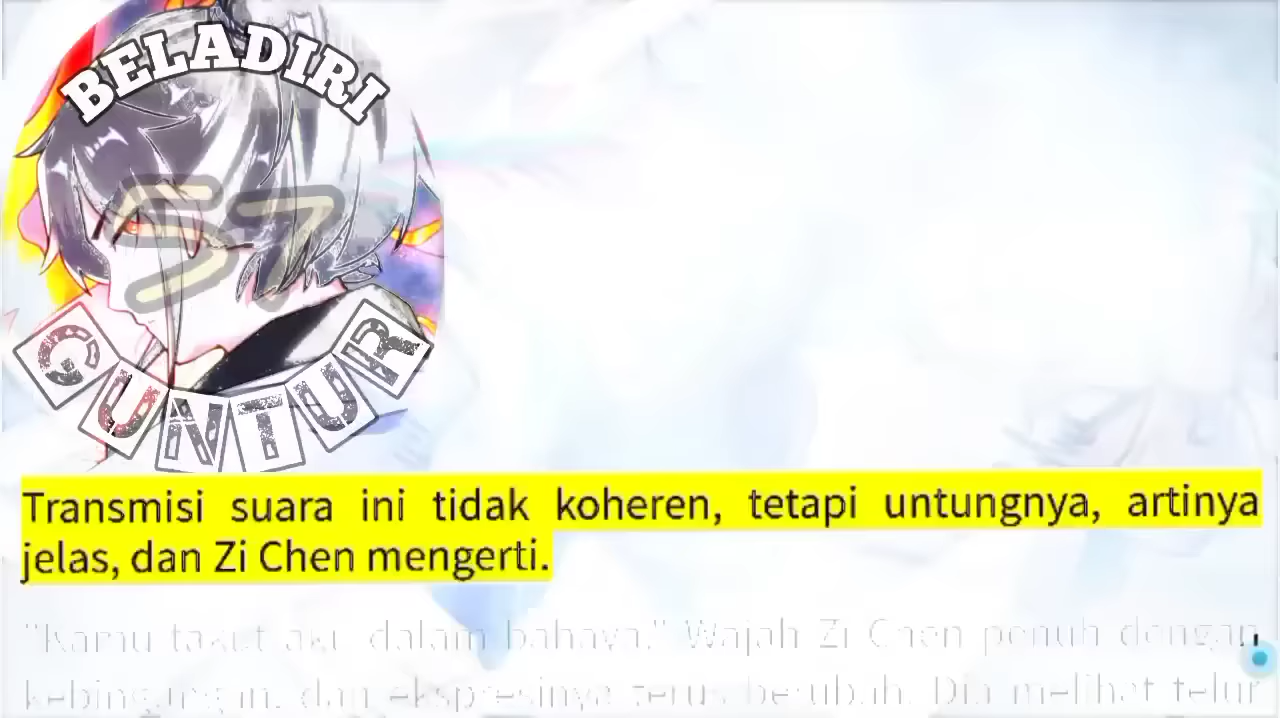 BELADIRI
57
GUNTUR
Transmisi suara ini tidak koheren, tetapi untungnya, artinya
jelas, dan Zi Chen mengerti.
"Kamu takut aku dalam bahaya." Wajah Zi Chen penuh dengan
kebingungan, dan ekspresinya terus berubah. Dia melihat telur